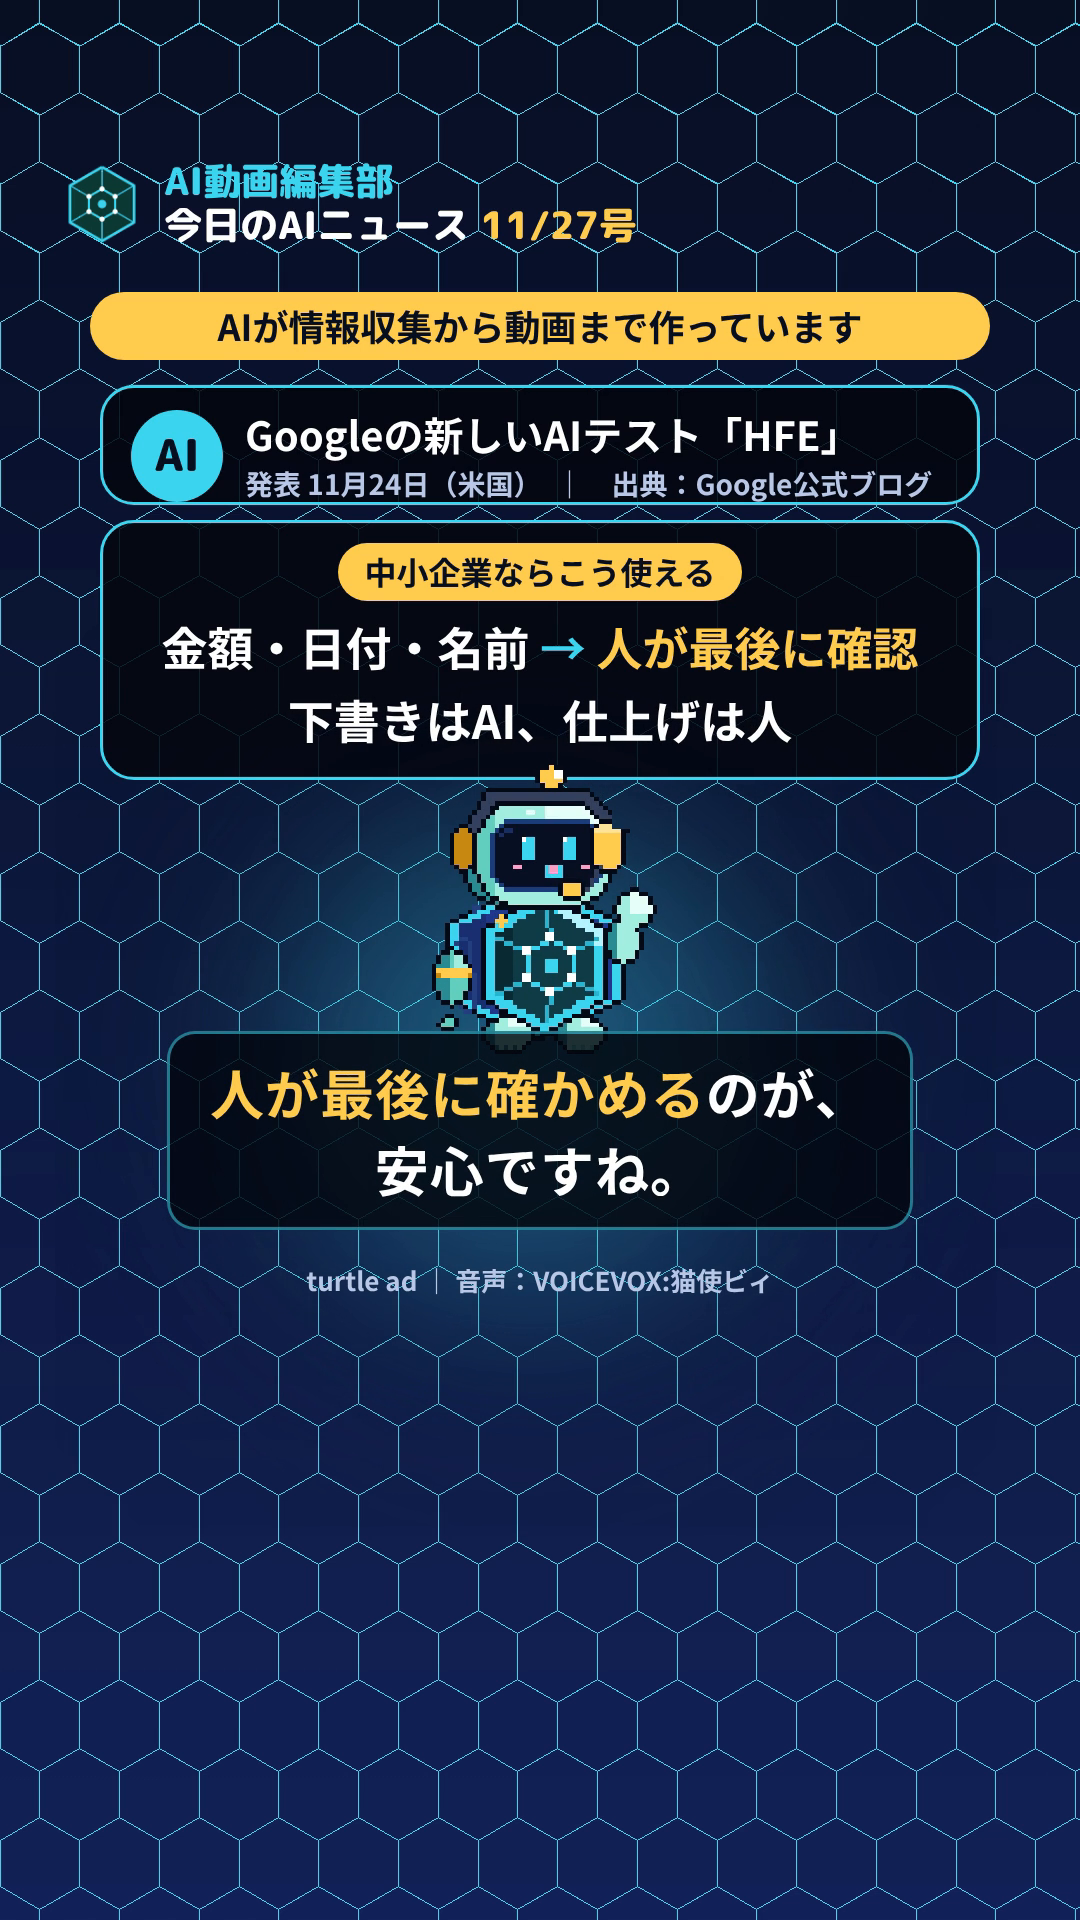 AI動画編集部
今日のAIニュース 11/27号
AIが情報収集から動画まで作っています
AI
Googleの新しいAIテスト「HFE」
発表 11月24日（米国）｜ 出典：Google公式ブログ
中小企業ならこう使える
金額・日付・名前 → 人が最後に確認
下書きはAI、仕上げは人
人が最後に確かめるのが、
安心ですね。
turtle ad｜音声：VOICEVOX:猫使ビィ